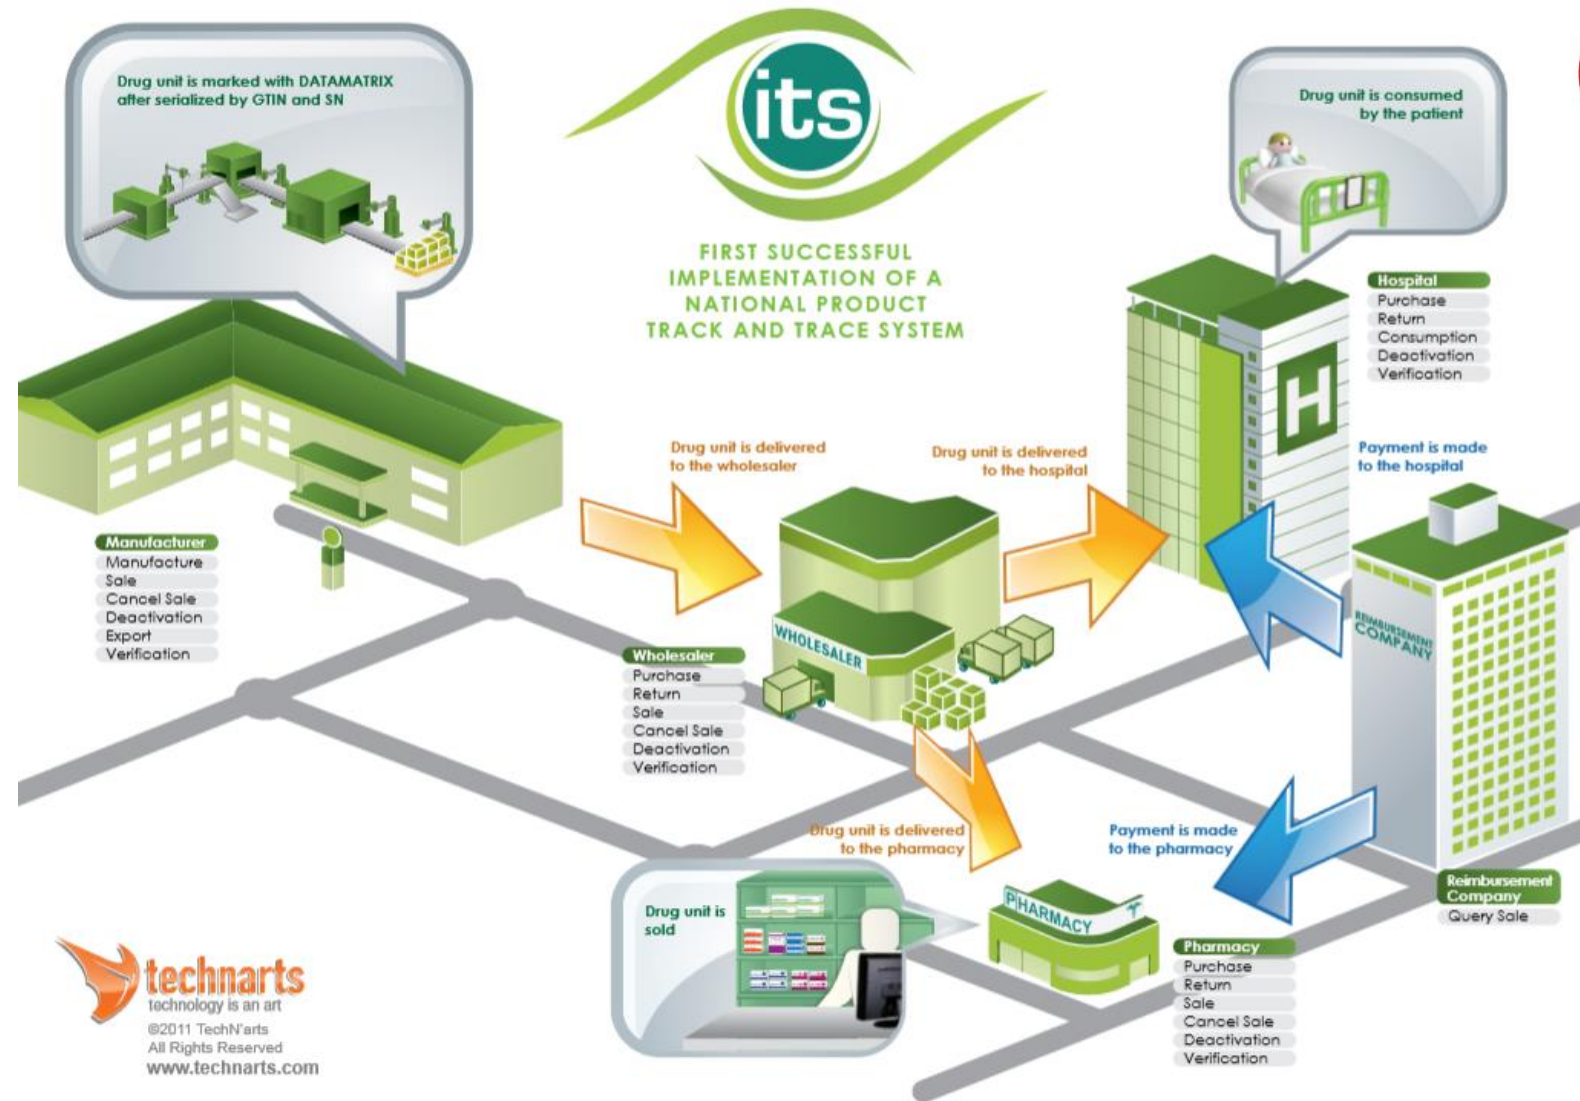 Drug unit is marked with DATAMATRIX
after serialized by GTIN and SN
its
FIRST SUCCESSFUL
IMPLEMENTATION OF A
NATIONAL PRODUCT
TRACK AND TRACE SYSTEM
Drug unit is consumed
by the patient
Hospital
Purchase
Return
Consumption
Deactivation
Verification
H
Drug unit is delivered
to the wholesaler
Drug unit is delivered
to the hospital
Payment is made
to the hospital
Manufacturer
Manufacture
Sale
Cancel Sale
Deactivation
Export
Verification
WHOLESALER
REIMBURSEMENT
COMPANY
Wholesaler
Purchase
Return
Sale
Cancel Sale
Deactivation
Verification
Drug unit is delivered
to the pharmacy
Payment is made
to the pharmacy
Reimbursement
Company
Query Sale
Drug unit is
sold
PHARMACY
Pharmacy
Purchase
Return
Sale
Cancel Sale
Deactivation
Verification
technarts
technology is an art
©2011 TechN'arts
All Rights Reserved
www.technarts.com